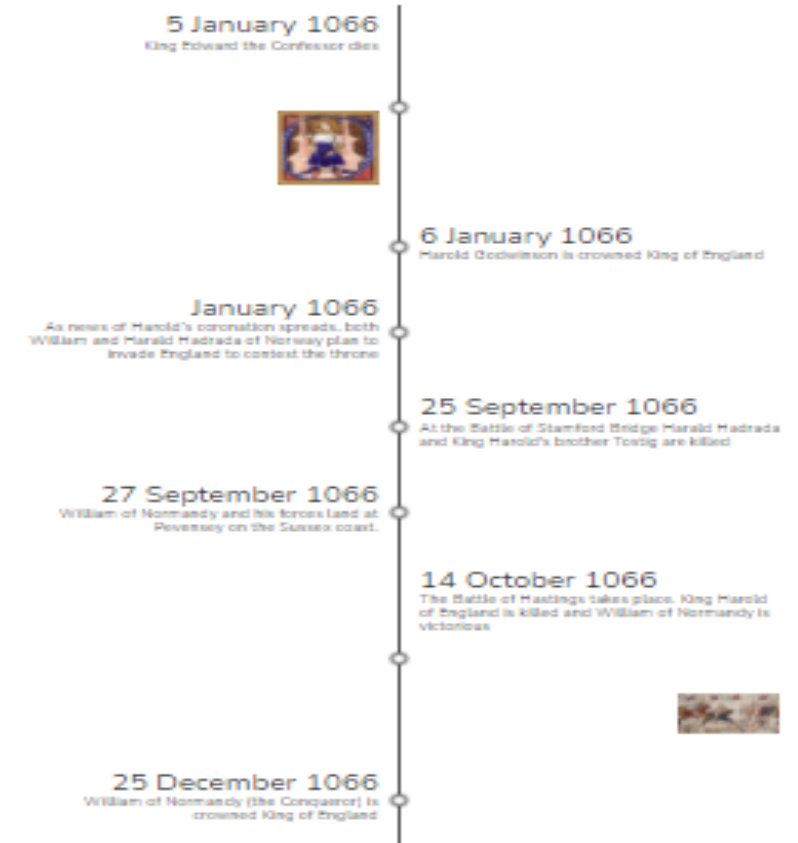 5 January 1066
King Edward the Confessor dies
6 January 1066
Harold Godwinson is crowned King of England
January 1066
As news of Harold's coronation spreads, both
William and Harald Hadrada of Norway plan to
invade England to contest the throne
25 September 1066
At the Battle of Stamford Bridge Harald Hadrada
and King Harold's brother Tostig are killed
27 September 1066
William of Normandy and his forces land at
Pevensey on the Sussex coast.
14 October 1066
The Battle of Hastings takes place. King Harold
of England is killed and William of Normandy is
victorious
25 December 1066
William of Normandy (the Conqueror) is
crowned King of England